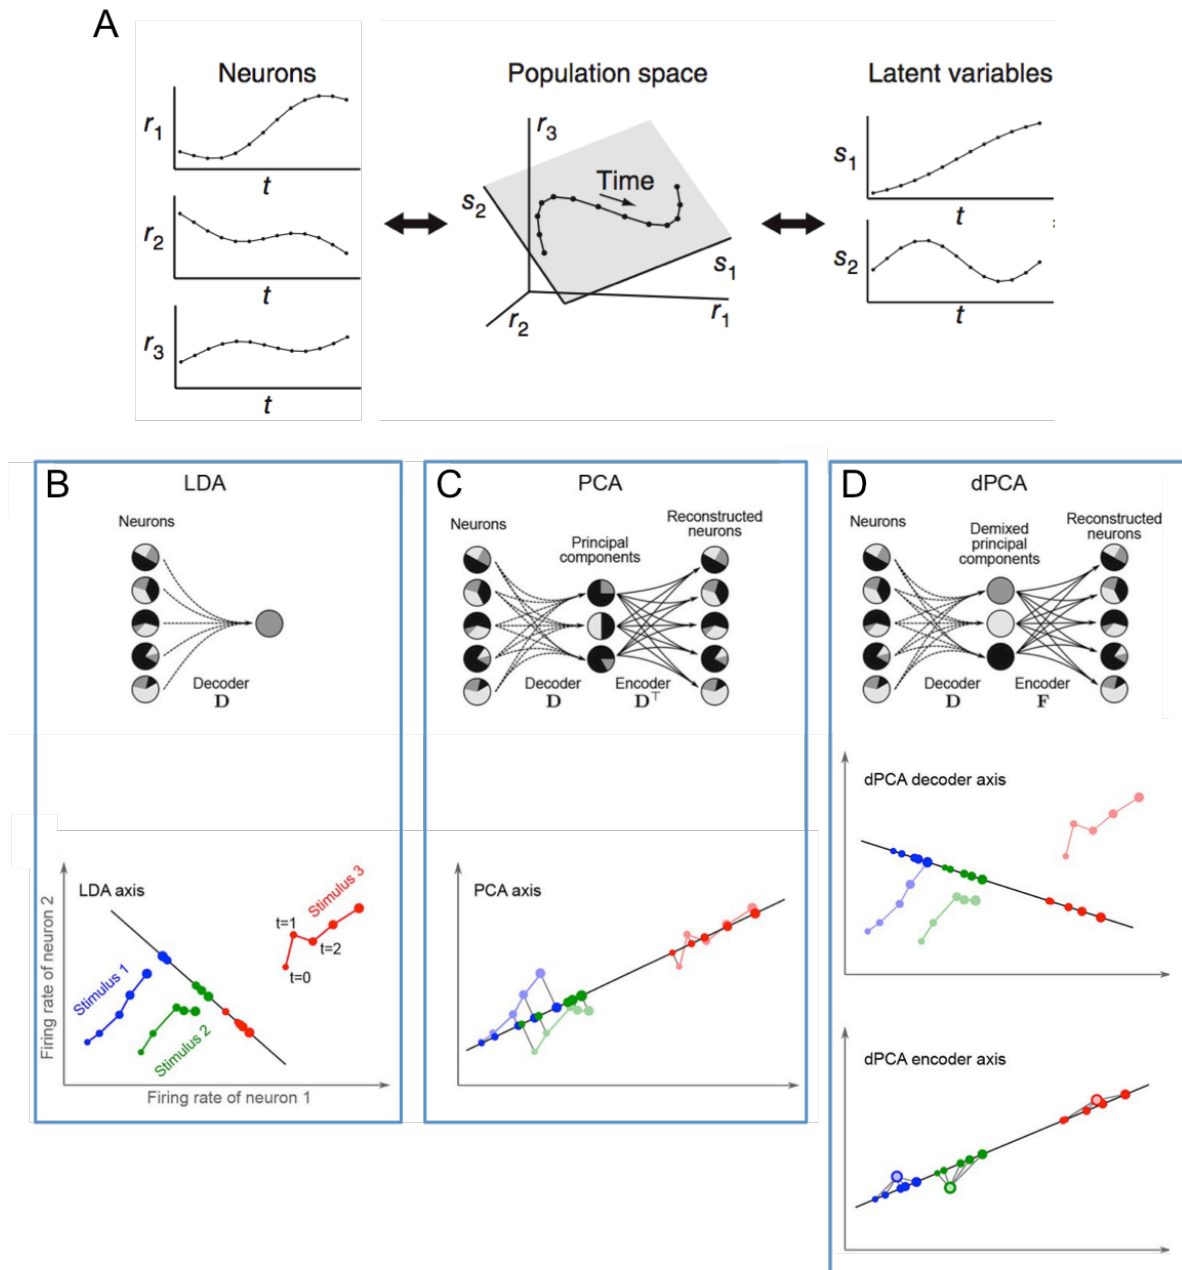 A
Neurons
Population space
Latent variables
r1
t
r2
t
r3
t
r3
Time
s2
s1
r2
r1
s1
t
s2
t
B
LDA
Neurons
Decoder
D
LDA axis
Stimulus 3
t=1
t=2
t=0
Stimulus 1
Stimulus 2
Firing rate of neuron 2
Firing rate of neuron 1
C
PCA
Neurons
Principal
components
Reconstructed
neurons
Decoder
D
Encoder
D⊤
PCA axis
D
dPCA
Neurons
Demixed
principal
components
Reconstructed
neurons
Decoder
D
Encoder
F
dPCA decoder axis
dPCA encoder axis